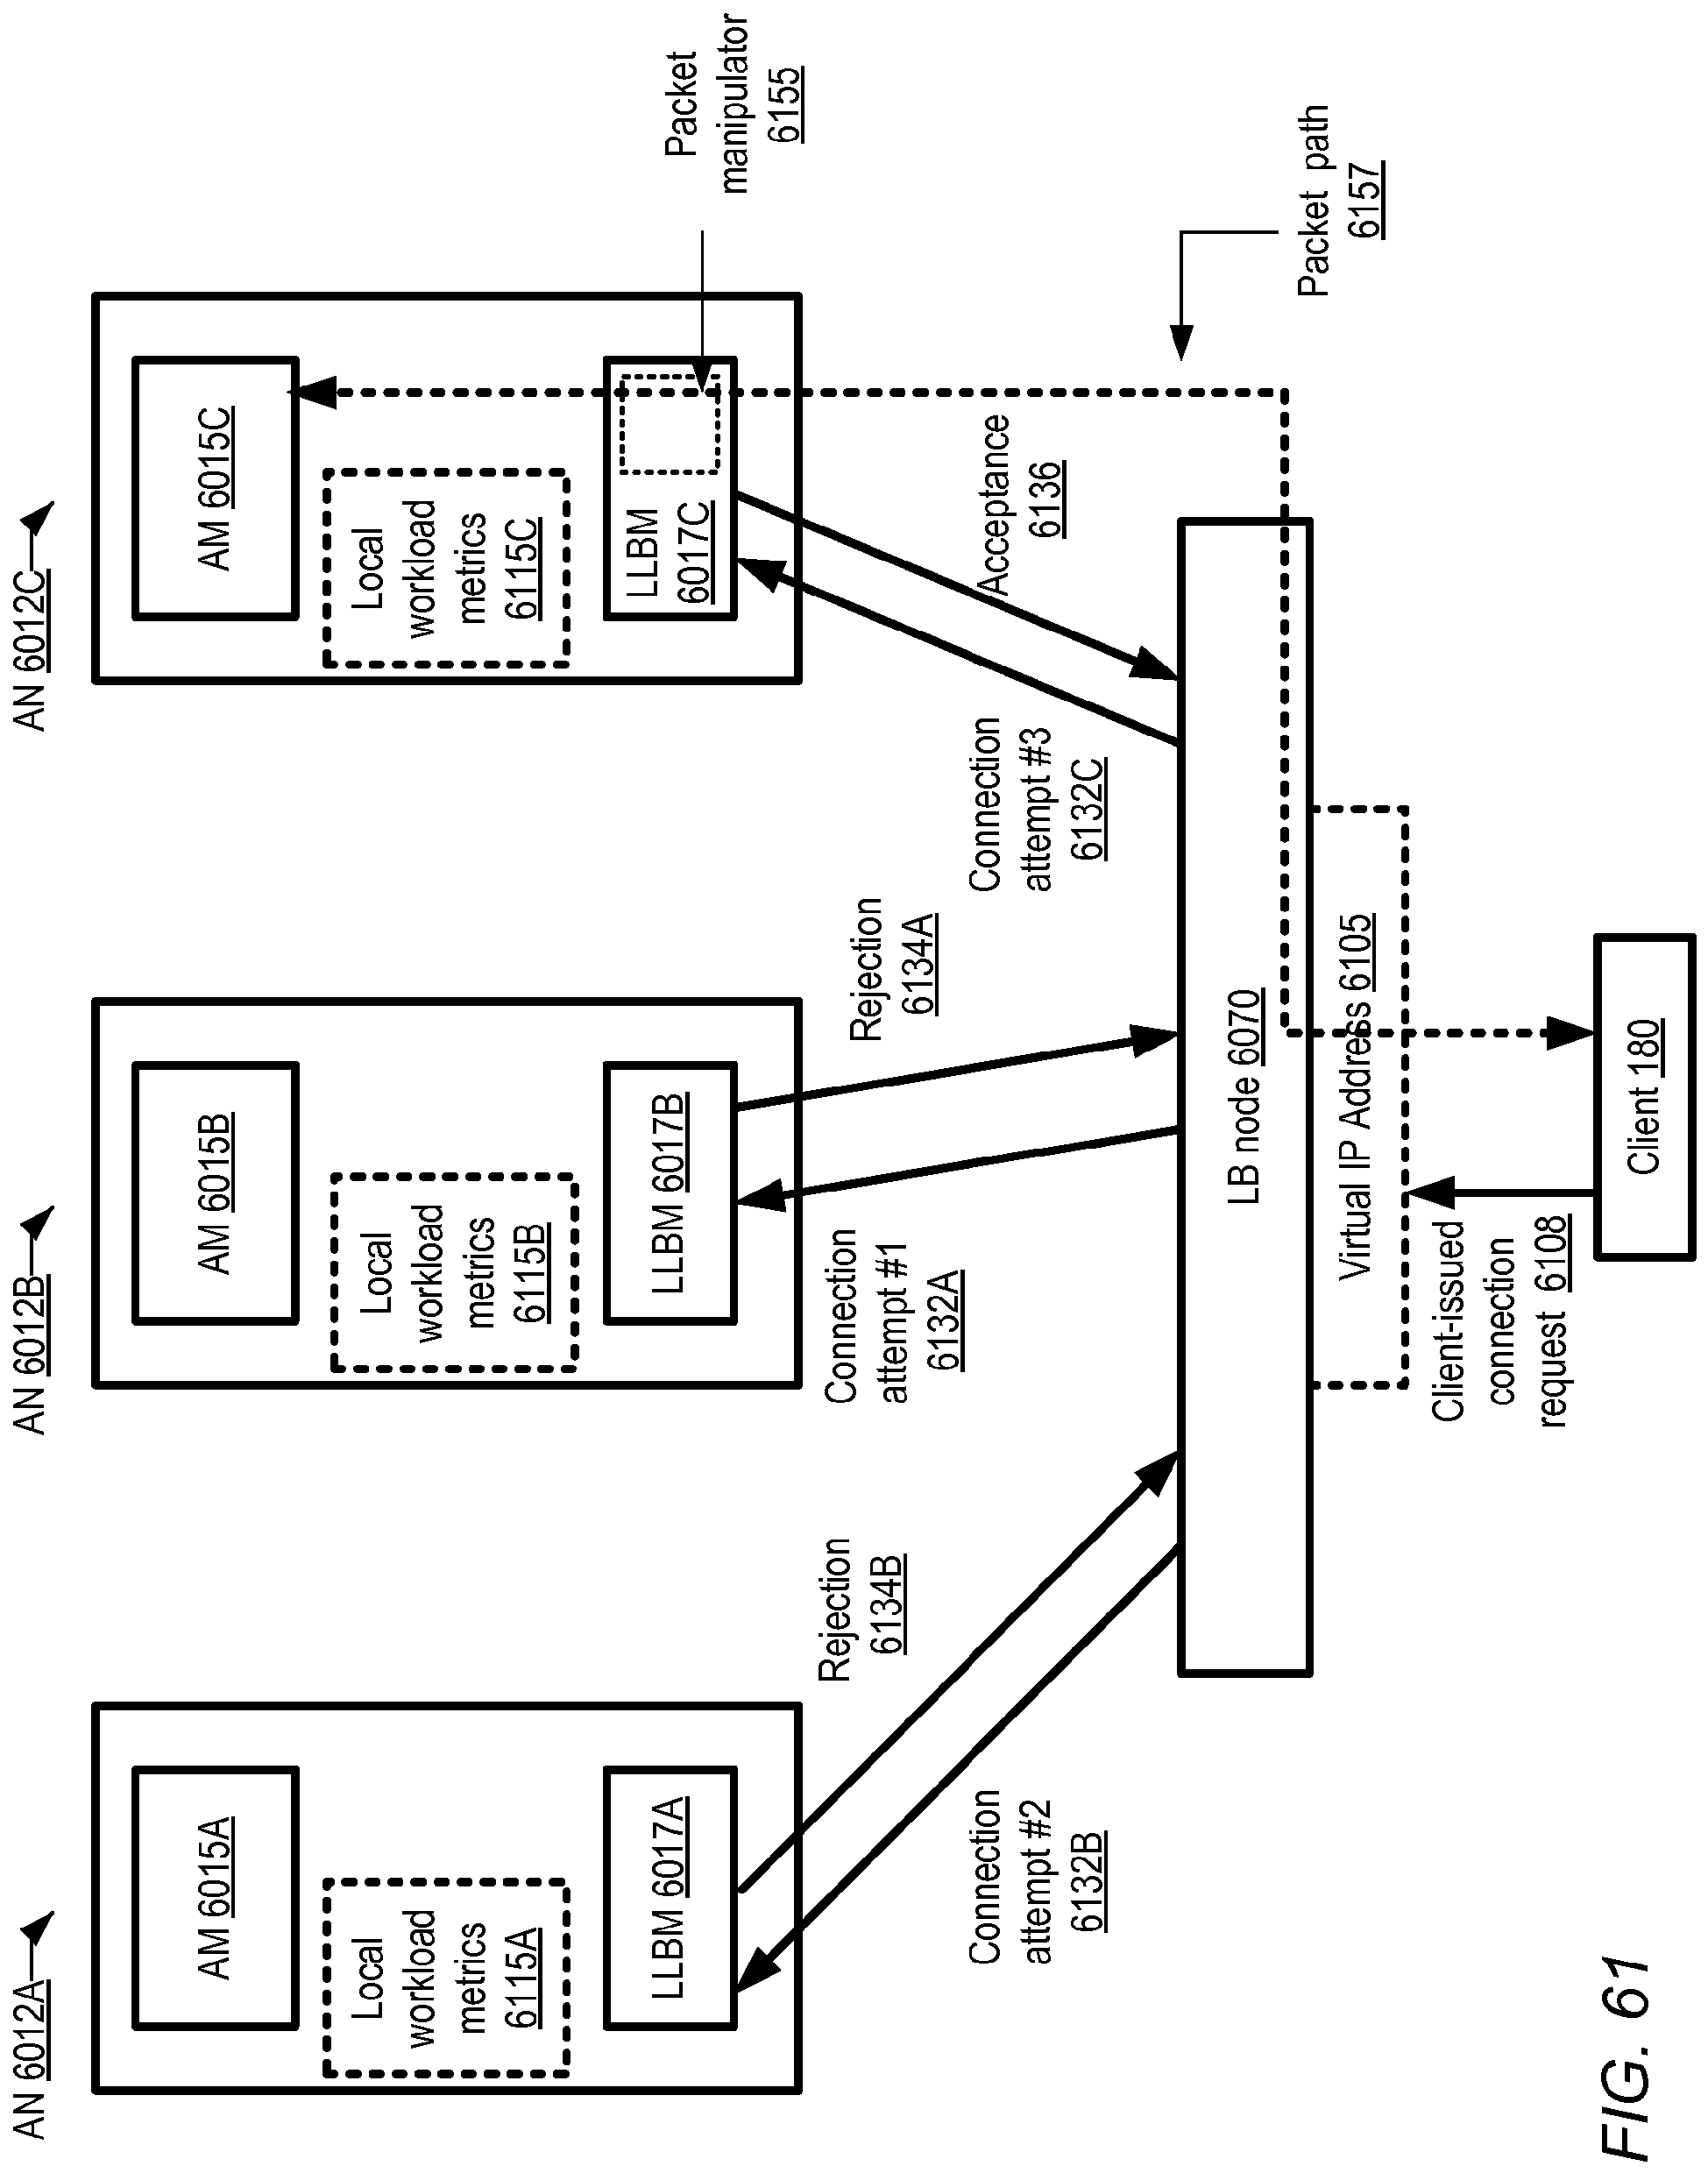 AN 6012A
AN 6012B
AN 6012C
AM 6015A
AM 6015B
AM 6015C
Local
workload
metrics
6115A
Local
workload
metrics
6115B
Local
workload
metrics
6115C
LLBM 6017A
LLBM 6017B
LLBM
6017C
Packet
manipulator
6155
Rejection
6134B
Connection
attempt #1
6132A
Rejection
6134A
Acceptance
6136
Connection
attempt #2
6132B
Connection
attempt #3
6132C
Packet path
6157
LB node 6070
Virtual IP Address 6105
Client-issued
connection
request 6108
Client 180
FIG. 61